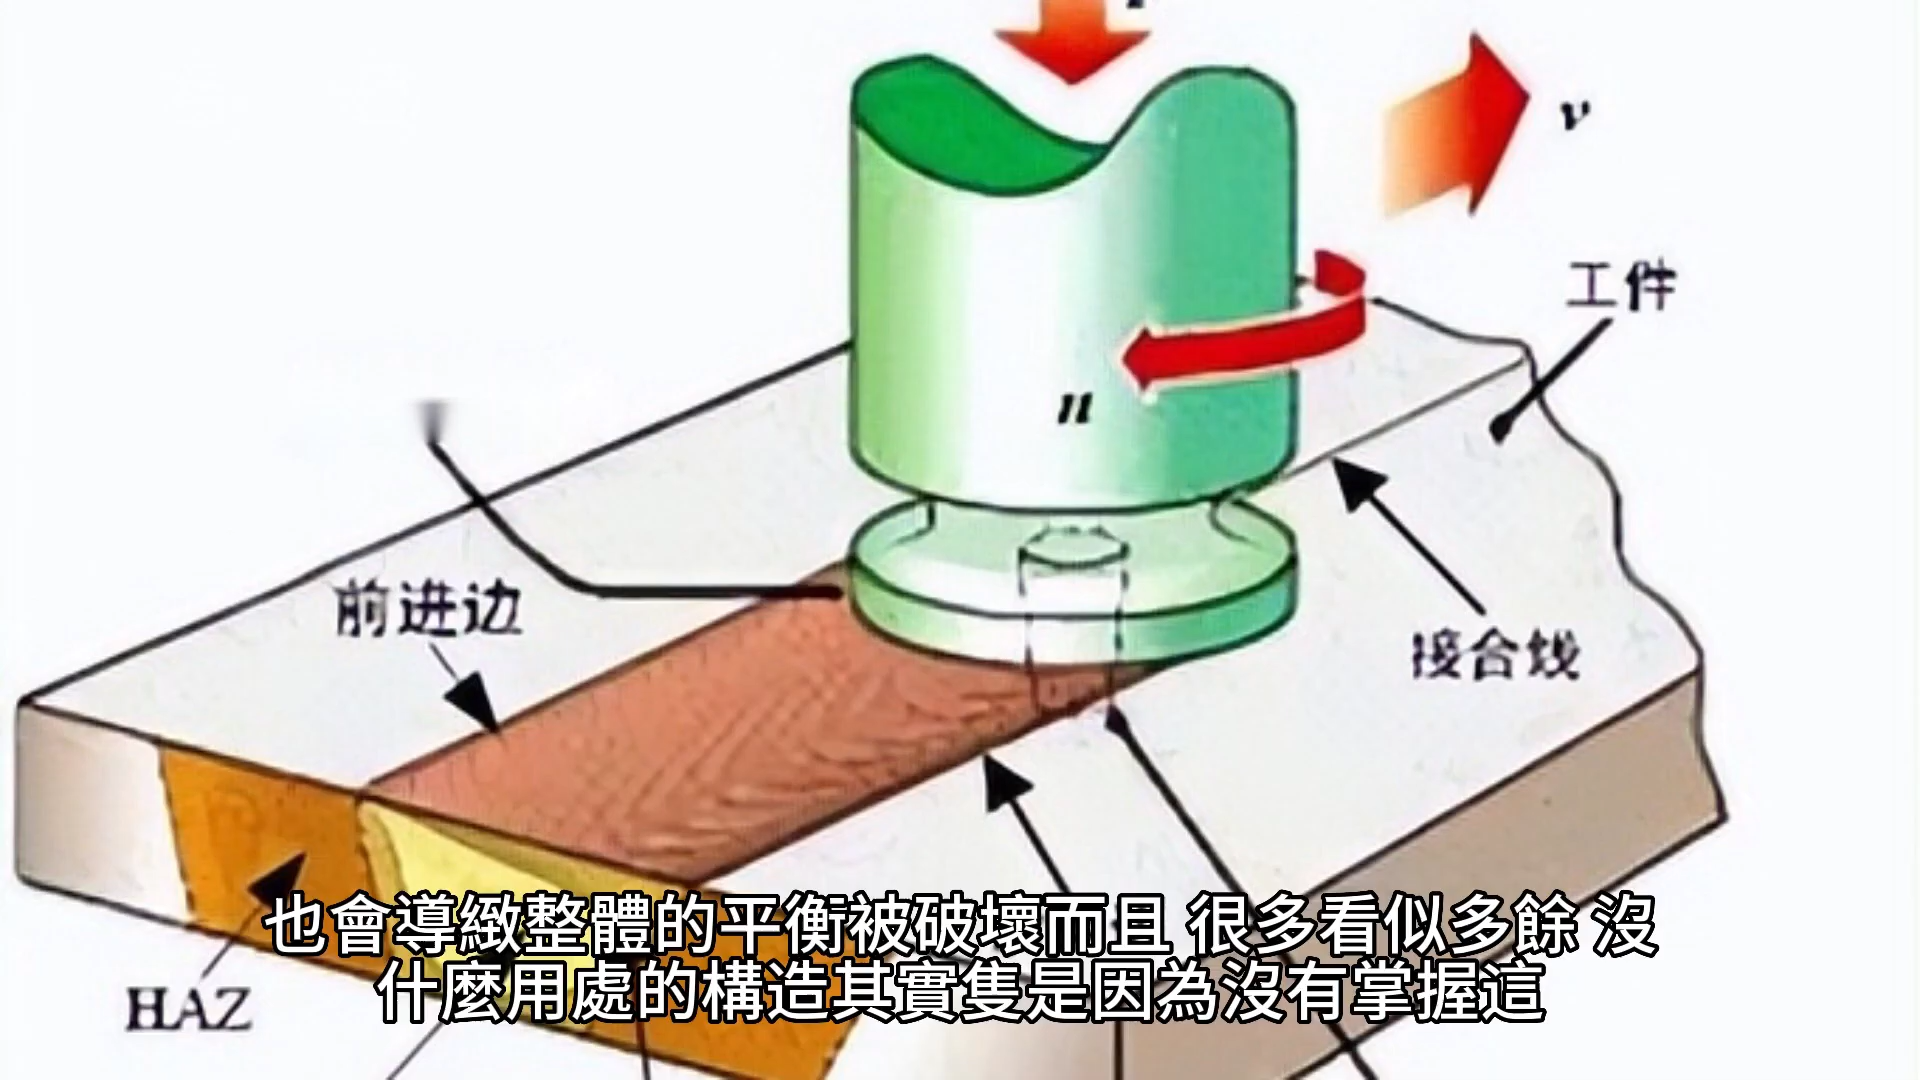 v
工件
n
前进边
接合线
也會導緻整體的平衡被破壞而且 很多看似多餘 沒
什麼用處的構造其實隻是因為沒有掌握這
HAZ